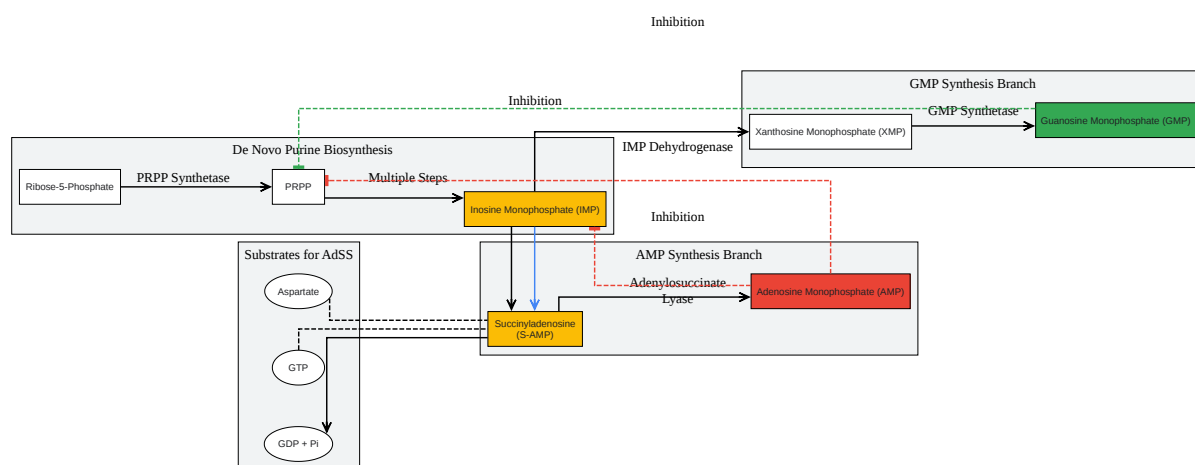 Inhibition
GMP Synthesis Branch
Inhibition
GMP Synthetase
Guanosine Monophosphate (GMP)
Xanthosine Monophosphate (XMP)
IMP Dehydrogenase
De Novo Purine Biosynthesis
Ribose-5-Phosphate
PRPP Synthetase
PRPP
Multiple Steps
Inosine Monophosphate (IMP)
Inhibition
Substrates for AdSS
AMP Synthesis Branch
Aspartate
Adenylosuccinate
Lyase
Adenosine Monophosphate (AMP)
Succinyladenosine
(S-AMP)
GTP
GDP + Pi